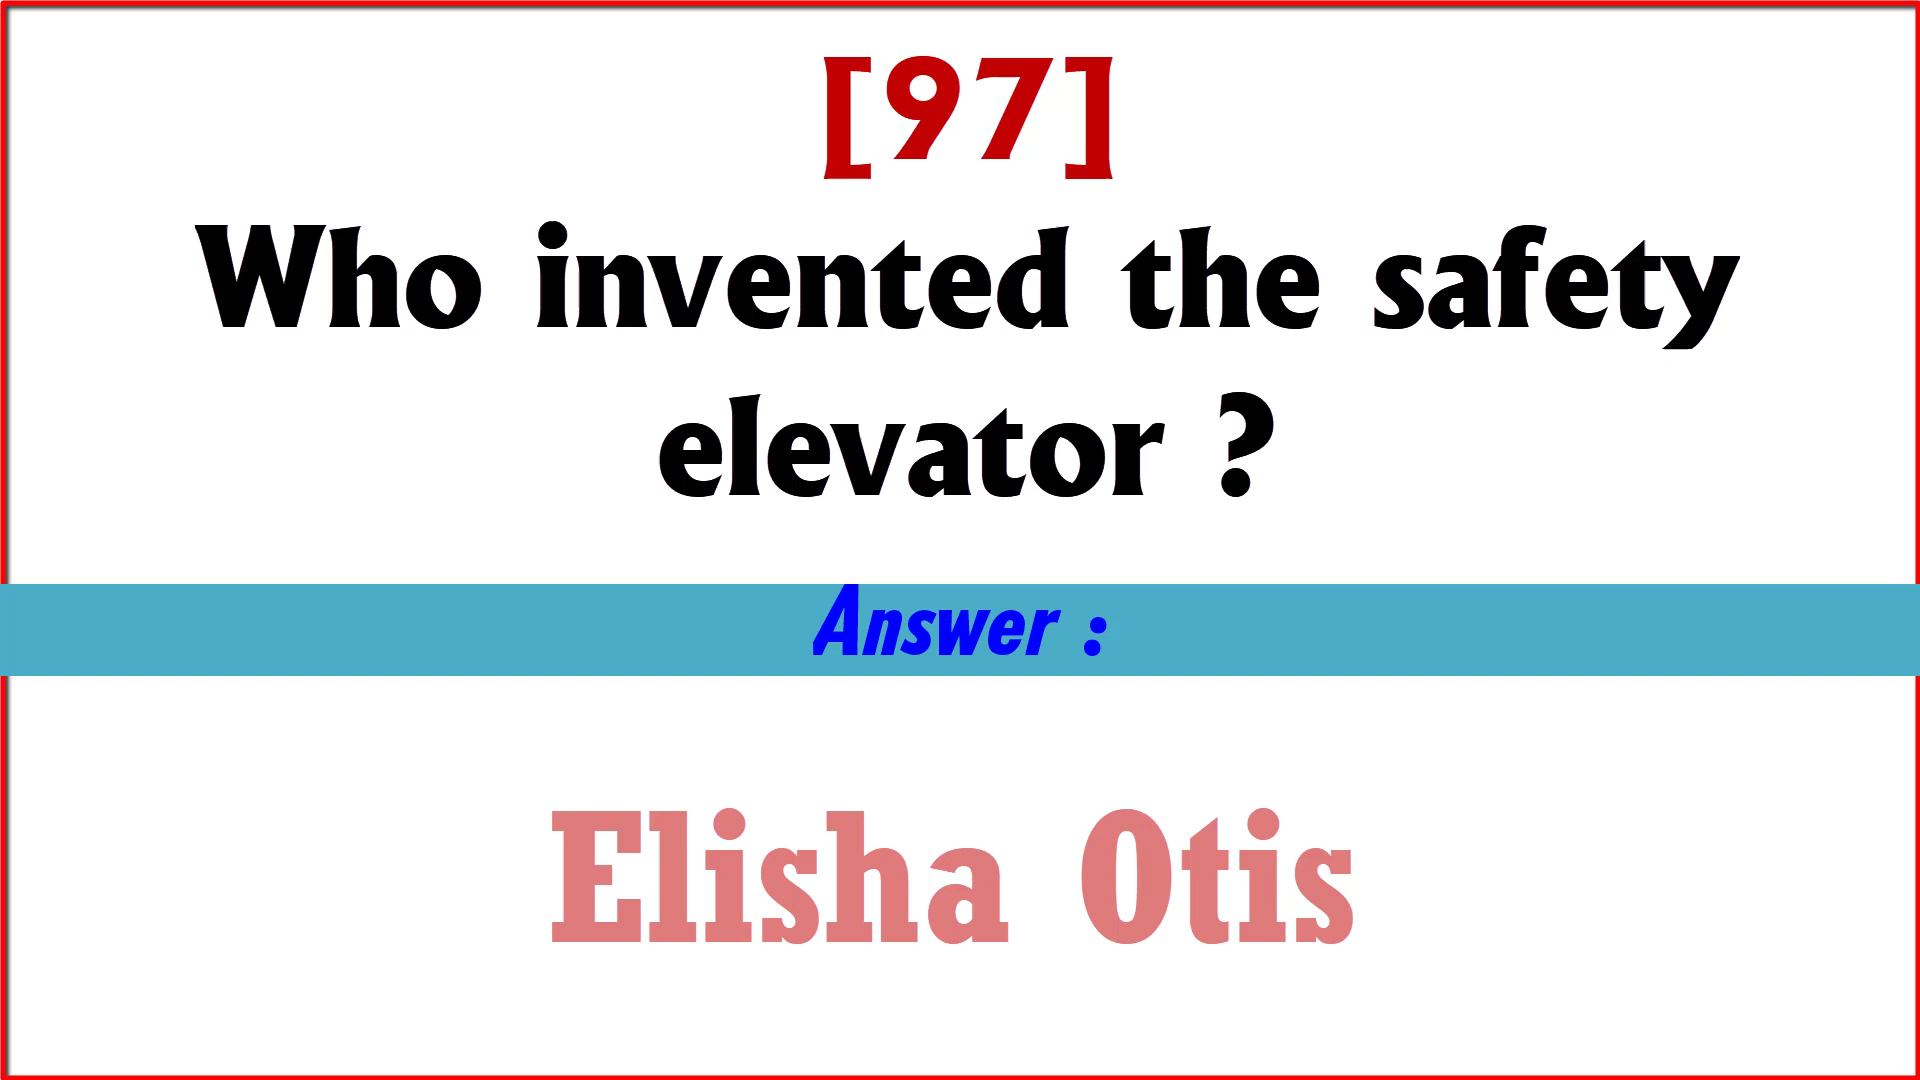 [97]
Who invented the safety
elevator ?
Answer :
Elisha Otis